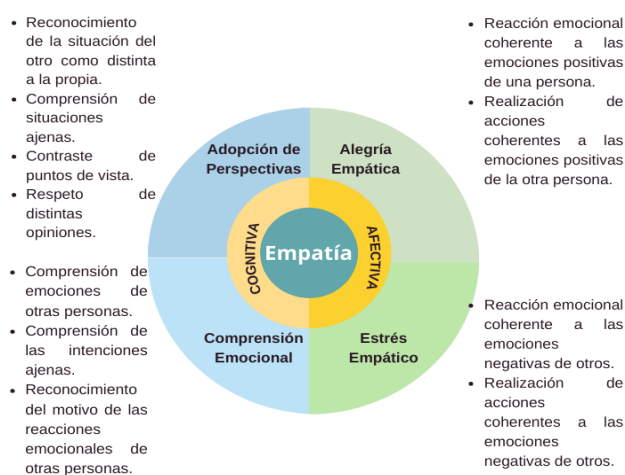 • Reconocimiento
de la situación del
otro como distinta
a la propia.
• Comprensión de
situaciones
ajenas.
• Contraste de
puntos de vista.
• Respeto de
distintas
opiniones.
• Comprensión de
emociones de
otras personas.
• Comprensión de
las intenciones
ajenas.
• Reconocimiento
del motivo de las
reacciones
emocionales de
otras personas.
Adopción de
Perspectivas
Alegría
Empática
COGNITIVA
Empatía
AFECTIVA
Comprensión
Emocional
Estrés
Empático
• Reacción emocional
coherente a las
emociones positivas
de una persona.
• Realización de
acciones
coherentes a las
emociones positivas
de la otra persona.
• Reacción emocional
coherente a las
emociones
negativas de otros.
• Realización de
acciones
coherentes a las
emociones
negativas de otros.